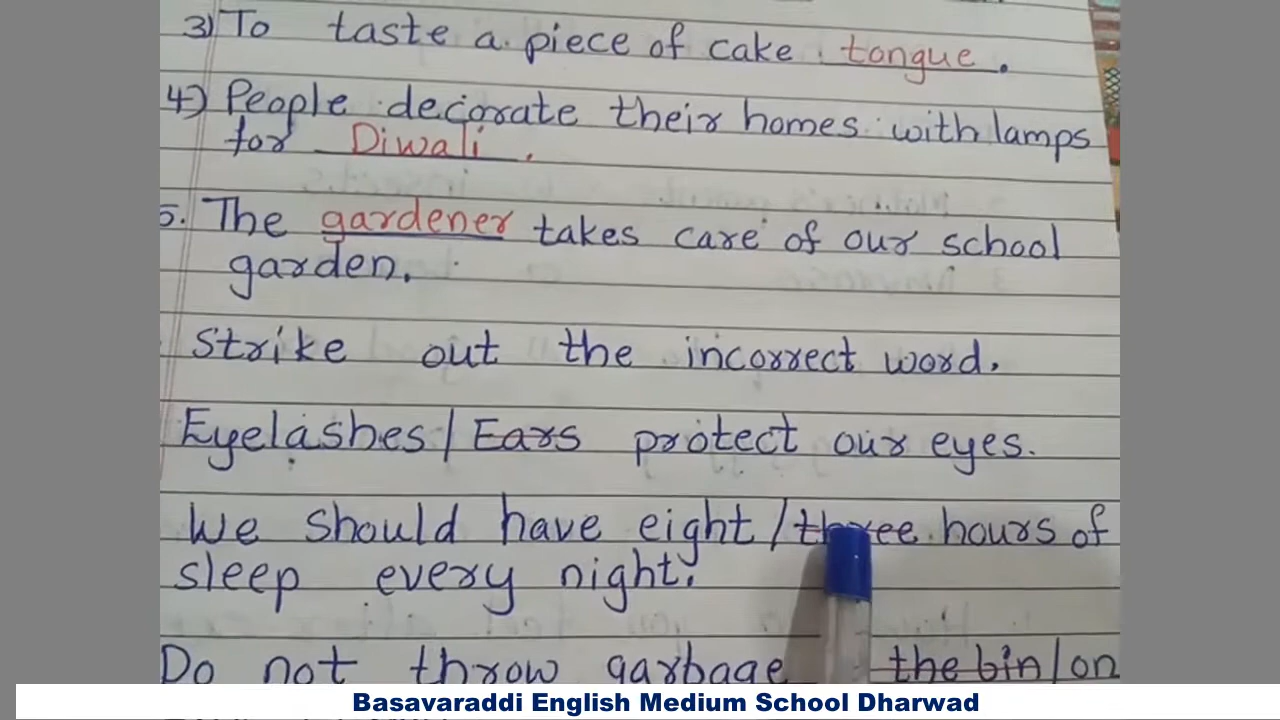 3) To taste a piece of cake tongue.
4) People decorate their homes with lamps
for Diwali.
5. The gardener takes care of our school
garden.
Strike out the incorrect word.
Eyelashes/Ears protect our eyes.
We should have eight/three hours of
sleep every night.
Do not throw garbage the bin/on
Basavaraddi English Medium School Dharwad